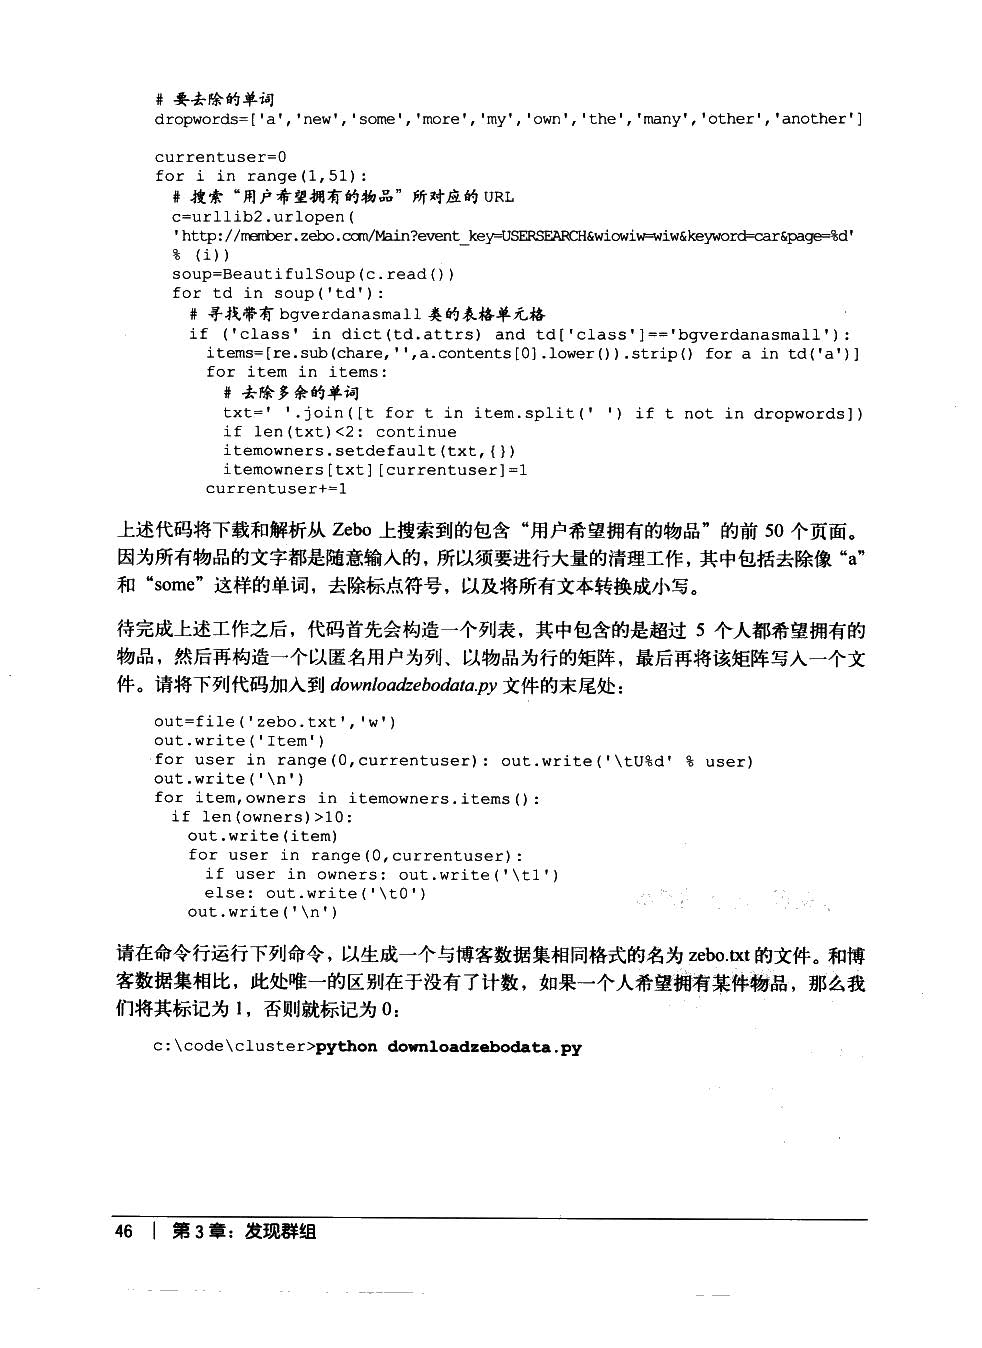 # 要去除的单词
dropwords=['a','new','some','more','my','own','the','many','other','another']
currentuser=0
for i in range(1,51):
# 搜索“用户希望拥有的物品”所对应的 URL
c=urllib2.urlopen(
'http://member.zebo.com/Main?event_key=USERSEARCH&wiowiw=wiw&keyword=car&page=%d'
% (i))
soup=BeautifulSoup(c.read())
for td in soup('td'):
# 寻找带有 bgverdanasmall 类的表格单元格
if ('class' in dict(td.attrs) and td['class']=='bgverdanasmall'):
items=[re.sub(chare,'',a.contents[0].lower()).strip() for a in td('a')]
for item in items:
# 去除多余的单词
txt=' '.join([t for t in item.split(' ') if t not in dropwords])
if len(txt)<2: continue
itemowners.setdefault(txt,{})
itemowners[txt][currentuser]=1
currentuser+=1
上述代码将下载和解析从 Zebo 上搜索到的包含“用户希望拥有的物品”的前 50 个页面。
因为所有物品的文字都是随意输入的，所以须要进行大量的清理工作，其中包括去除像“a”
和“some”这样的单词，去除标点符号，以及将所有文本转换成小写。
待完成上述工作之后，代码首先会构造一个列表，其中包含的是超过 5 个人都希望拥有的
物品，然后再构造一个以匿名用户为列、以物品为行的矩阵，最后再将该矩阵写入一个文
件。请将下列代码加入到 downloadzebodata.py 文件的末尾处：
out=file('zebo.txt','w')
out.write('Item')
for user in range(0,currentuser): out.write('\tU%d' % user)
out.write('\n')
for item,owners in itemowners.items():
if len(owners)>10:
out.write(item)
for user in range(0,currentuser):
if user in owners: out.write('\t1')
else: out.write('\t0')
out.write('\n')
请在命令行运行下列命令，以生成一个与博客数据集相同格式的名为 zebo.txt 的文件。和博
客数据集相比，此处唯一的区别在于没有了计数，如果一个人希望拥有某件物品，那么我
们将其标记为 1，否则就标记为 0：
c:\code\cluster>python downloadzebodata.py
46 | 第 3 章：发现群组